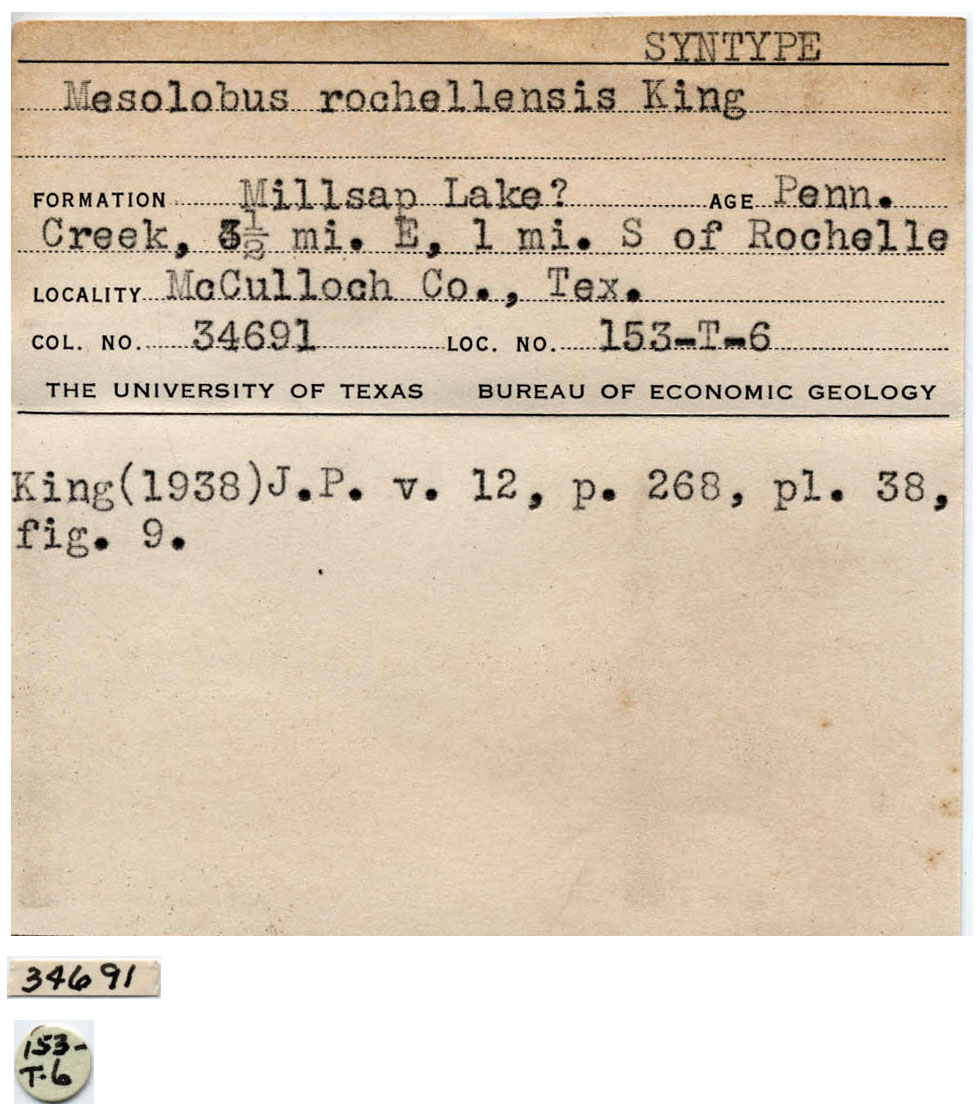 SYNTYPE
Mesolobus rochellensis King
FORMATION Millsap Lake? AGE Penn.
Creek, 3½ mi. E, 1 mi. S of Rochelle
LOCALITY McCulloch Co., Tex.
COL. NO. 34691 LOC. NO. 153-T-6
THE UNIVERSITY OF TEXAS BUREAU OF ECONOMIC GEOLOGY
King(1938)J.P. v. 12, p. 268, pl. 38,
fig. 9.
34691
153-
T-6